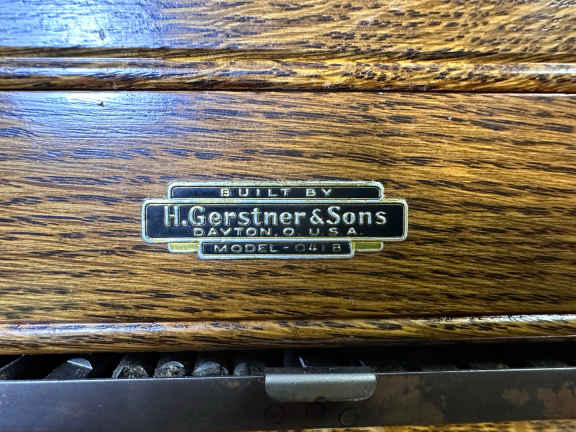 BUILT BY
H.Gerstner&Sons
DAYTON, O. U.S.A.
MODEL-041B